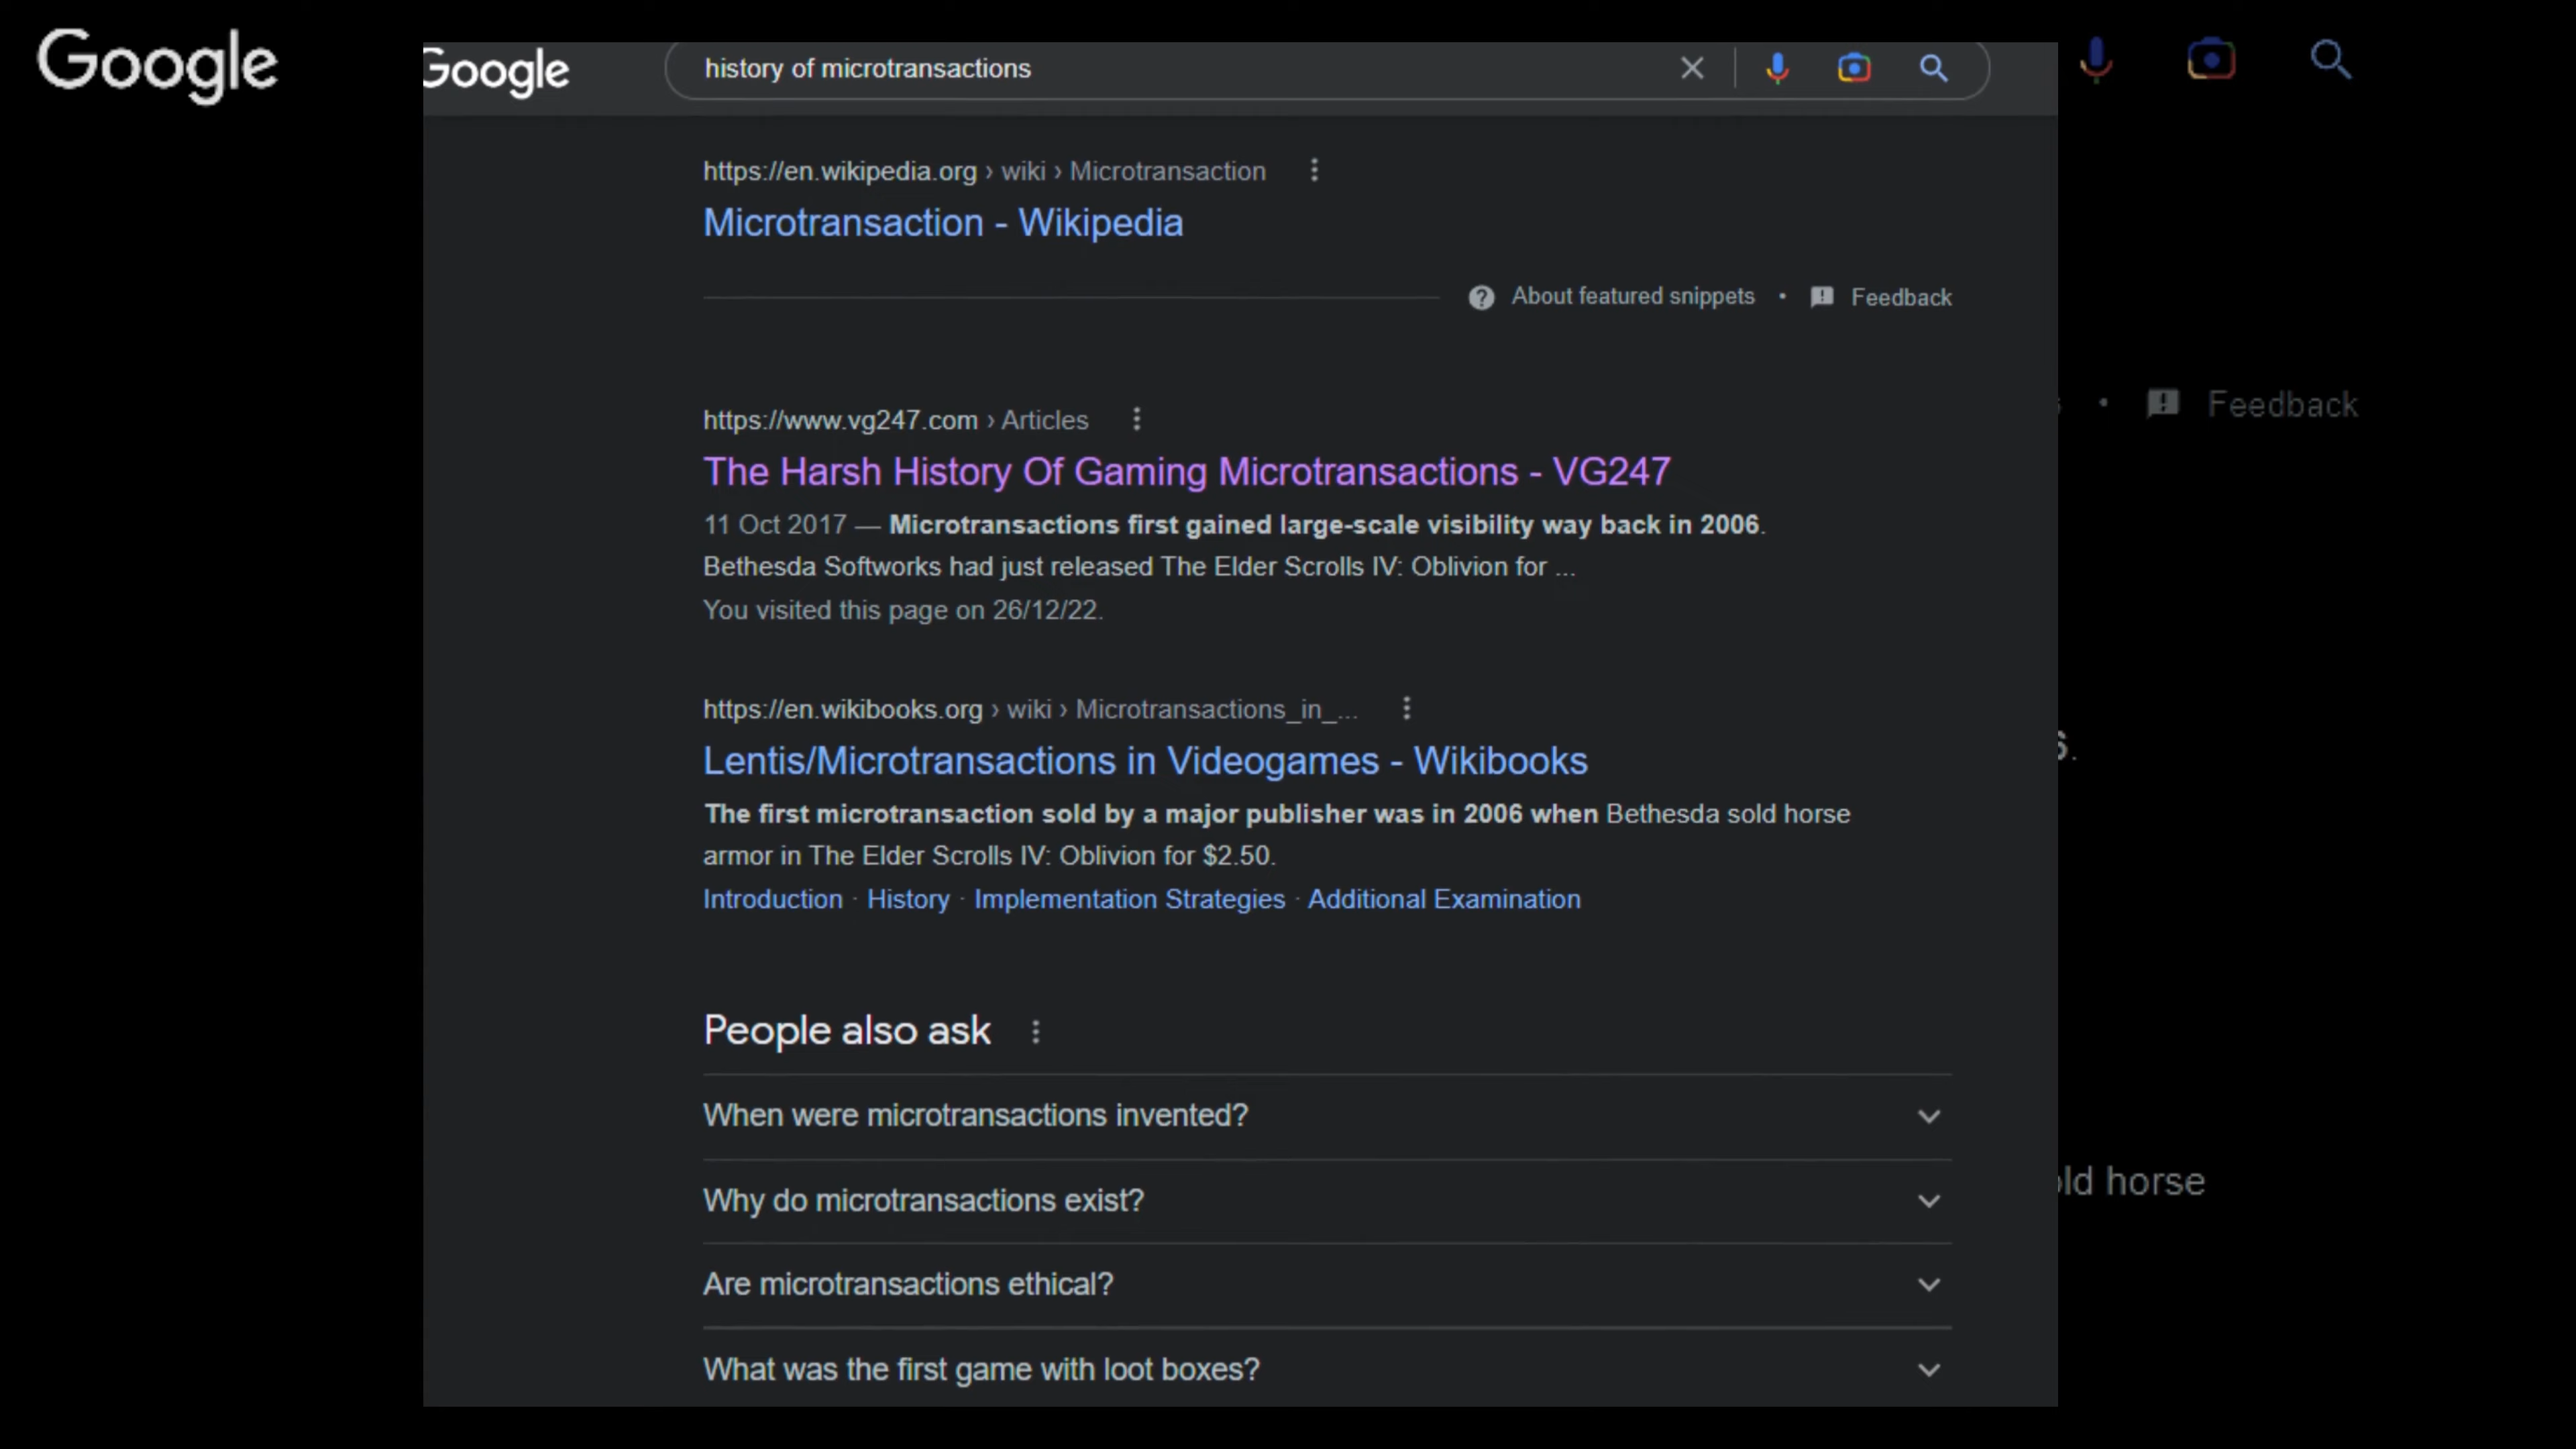 Google
Google
history of microtransactions
https://en.wikipedia.org › wiki › Microtransaction
Microtransaction - Wikipedia
About featured snippets • Feedback
• Feedback
https://www.vg247.com › Articles
The Harsh History Of Gaming Microtransactions - VG247
11 Oct 2017 — Microtransactions first gained large-scale visibility way back in 2006.
Bethesda Softworks had just released The Elder Scrolls IV: Oblivion for ...
You visited this page on 26/12/22.
https://en.wikibooks.org › wiki › Microtransactions_in_...
Lentis/Microtransactions in Videogames - Wikibooks
The first microtransaction sold by a major publisher was in 2006 when Bethesda sold horse
armor in The Elder Scrolls IV: Oblivion for $2.50.
Introduction · History · Implementation Strategies · Additional Examination
People also ask
When were microtransactions invented?
Why do microtransactions exist?
old horse
Are microtransactions ethical?
What was the first game with loot boxes?